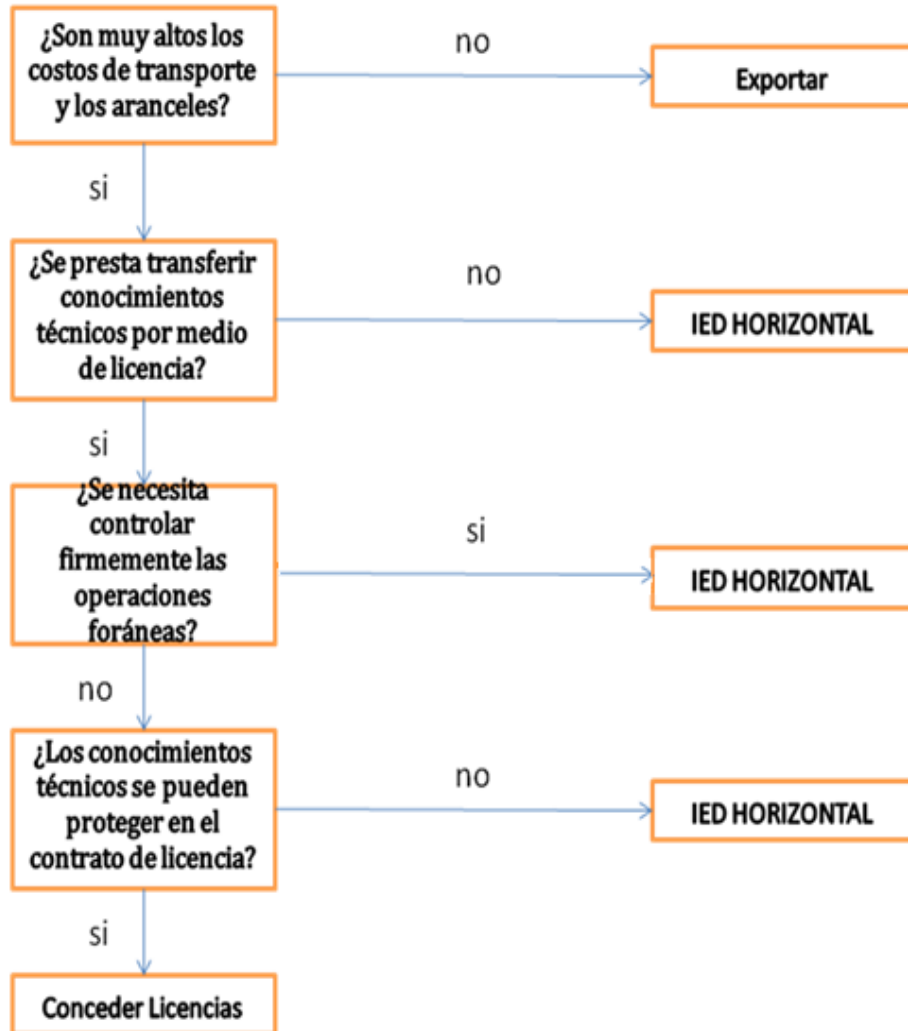 ¿Son muy altos los
costos de transporte
y los aranceles?
no
Exportar
si
¿Se presta transferir
conocimientos
técnicos por medio
de licencia?
no
IED HORIZONTAL
si
¿Se necesita
controlar
firmemente las
operaciones
foráneas?
si
IED HORIZONTAL
no
¿Los conocimientos
técnicos se pueden
proteger en el
contrato de licencia?
no
IED HORIZONTAL
si
Conceder Licencias